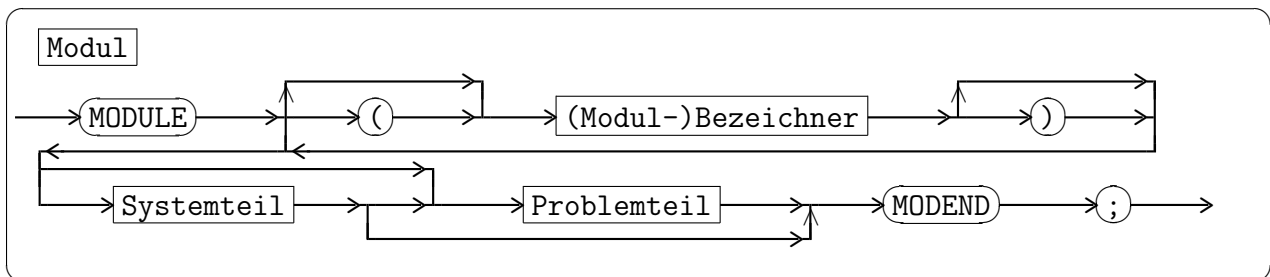 Modul
MODULE ( (Modul-)Bezeichner )
Systemteil Problemteil MODEND ;